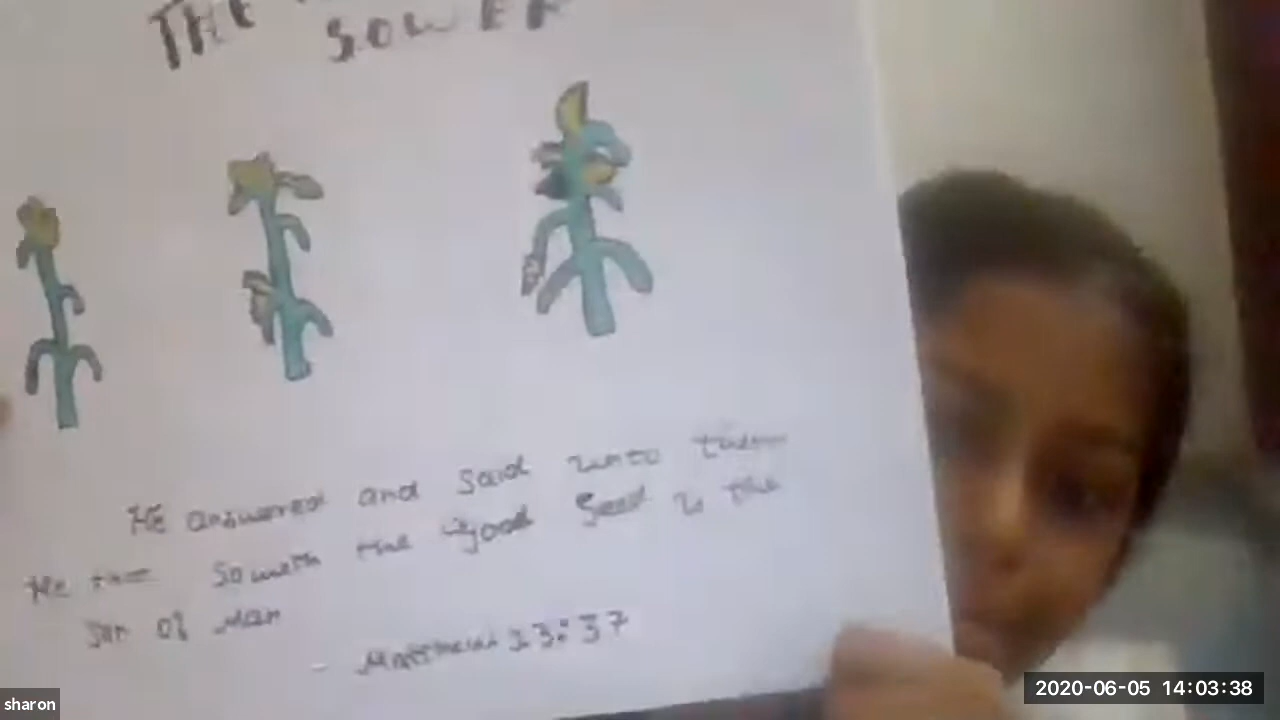 THE
SOWER
HE answered and said unto them
He that soweth the good seed is the
Son of Man
- Matthew 13:37
sharon
2020-06-05 14:03:38